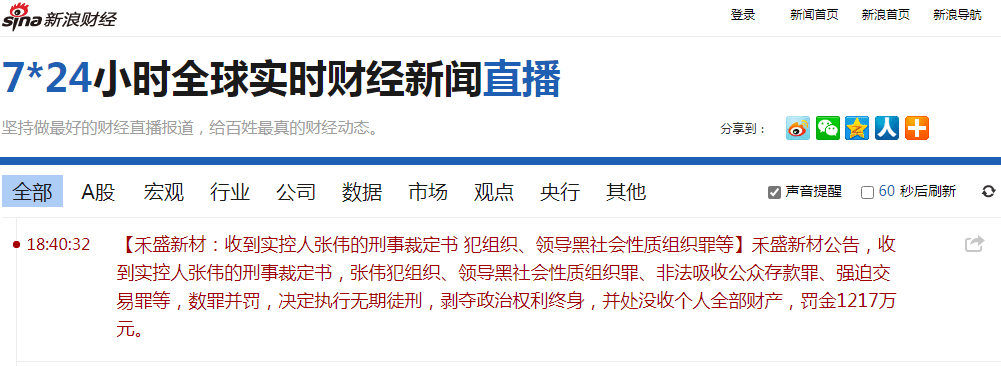 sina 新浪财经 登录 新闻首页 新浪首页 新浪导航
7*24小时全球实时财经新闻直播
坚持做最好的财经直播报道，给百姓最真的财经动态。 分享到：
全部 A股 宏观 行业 公司 数据 市场 观点 央行 其他 声音提醒 60 秒后刷新
18:40:32 【禾盛新材：收到实控人张伟的刑事裁定书 犯组织、领导黑社会性质组织罪等】禾盛新材公告，收
到实控人张伟的刑事裁定书，张伟犯组织、领导黑社会性质组织罪、非法吸收公众存款罪、强迫交
易罪等，数罪并罚，决定执行无期徒刑，剥夺政治权利终身，并处没收个人全部财产，罚金1217万
元。